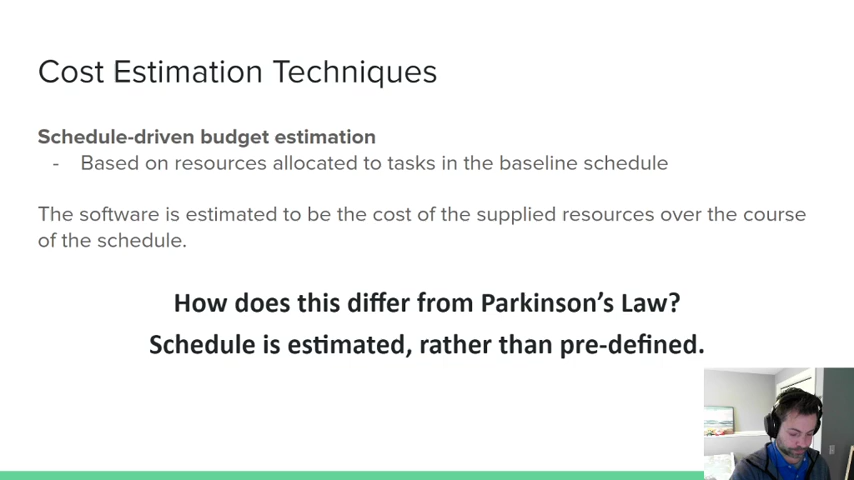 Cost Estimation Techniques
Schedule-driven budget estimation
- Based on resources allocated to tasks in the baseline schedule
The software is estimated to be the cost of the supplied resources over the course
of the schedule.
How does this differ from Parkinson’s Law?
Schedule is estimated, rather than pre-defined.